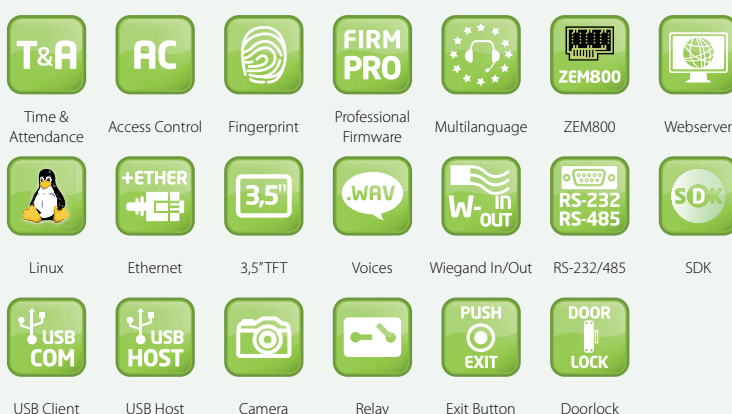 T&A
AC
FIRM
PRO
ZEM800
Time &
Attendance
Access Control
Fingerprint
Professional
Firmware
Multilanguage
ZEM800
Webserver
+ETHER
3,5"
.WAV
W- in
OUT
RS-232
RS-485
SDK
Linux
Ethernet
3,5" TFT
Voices
Wiegand In/Out
RS-232/485
SDK
USB
COM
USB
HOST
PUSH
EXIT
DOOR
LOCK
USB Client
USB Host
Camera
Relay
Exit Button
Doorlock